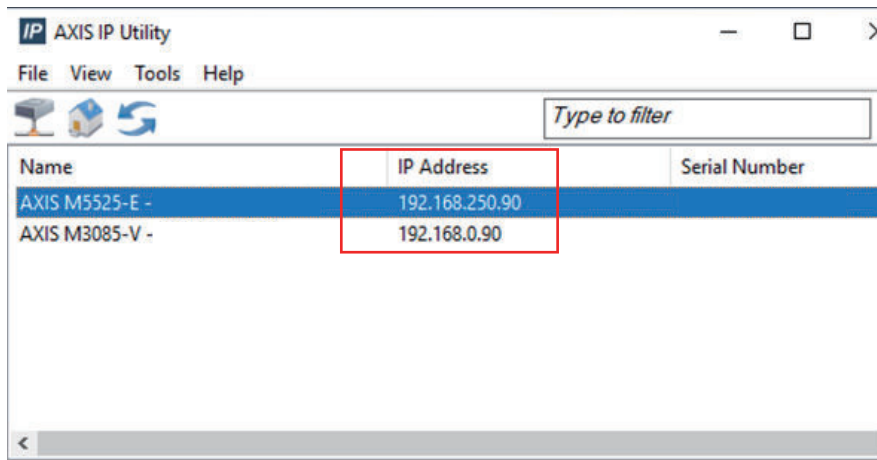 IP AXIS IP Utility
File View Tools Help
Type to filter
Name IP Address Serial Number
AXIS M5525-E - 192.168.250.90
AXIS M3085-V - 192.168.0.90